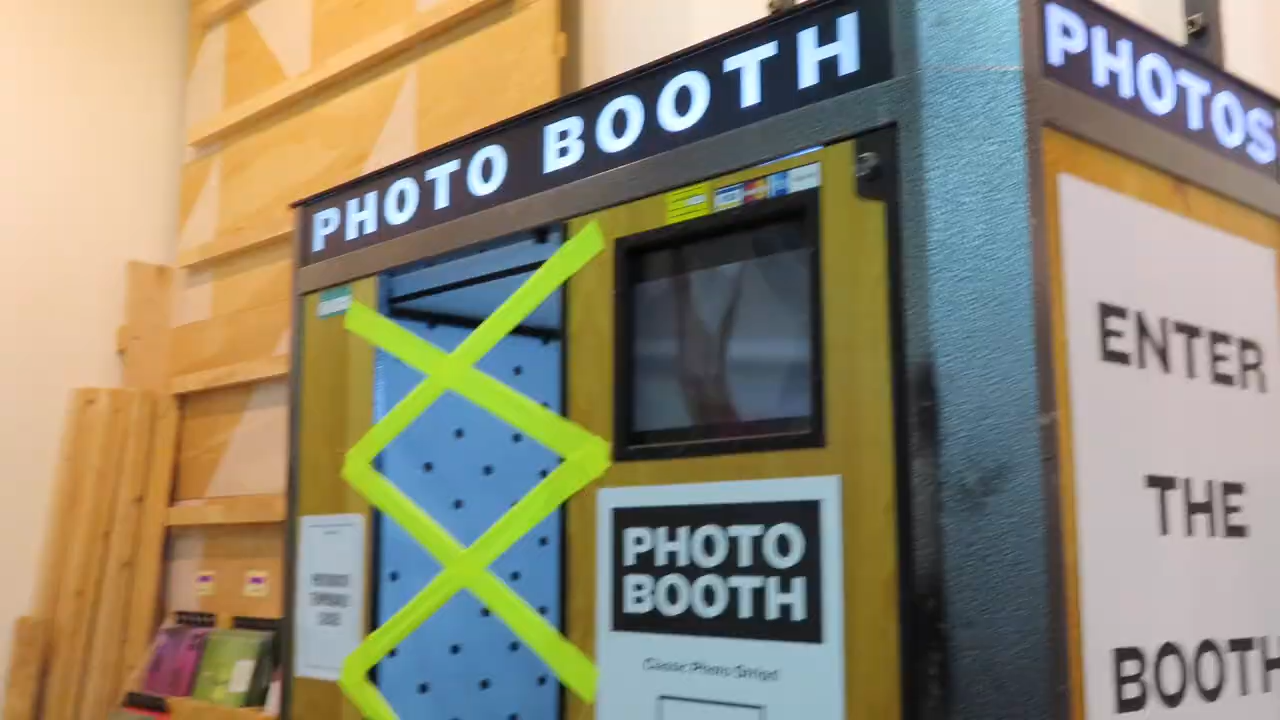 PHOTO BOOTH
PHOTOS
PHOTO
BOOTH
Classic Photo Strips!
ENTER
THE
BOOTH